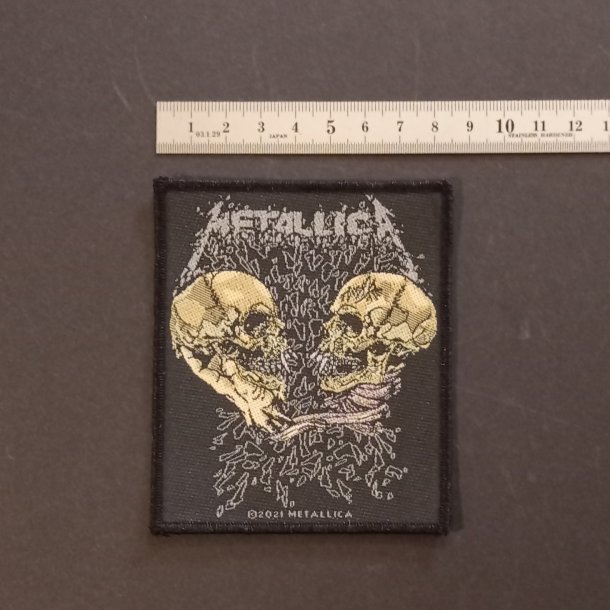 1 2 3 4 5 6 7 8 9 10 11 12
03.1.29 JAPAN STAINLESS HARDENED
METALLICA
©2021 METALLICA